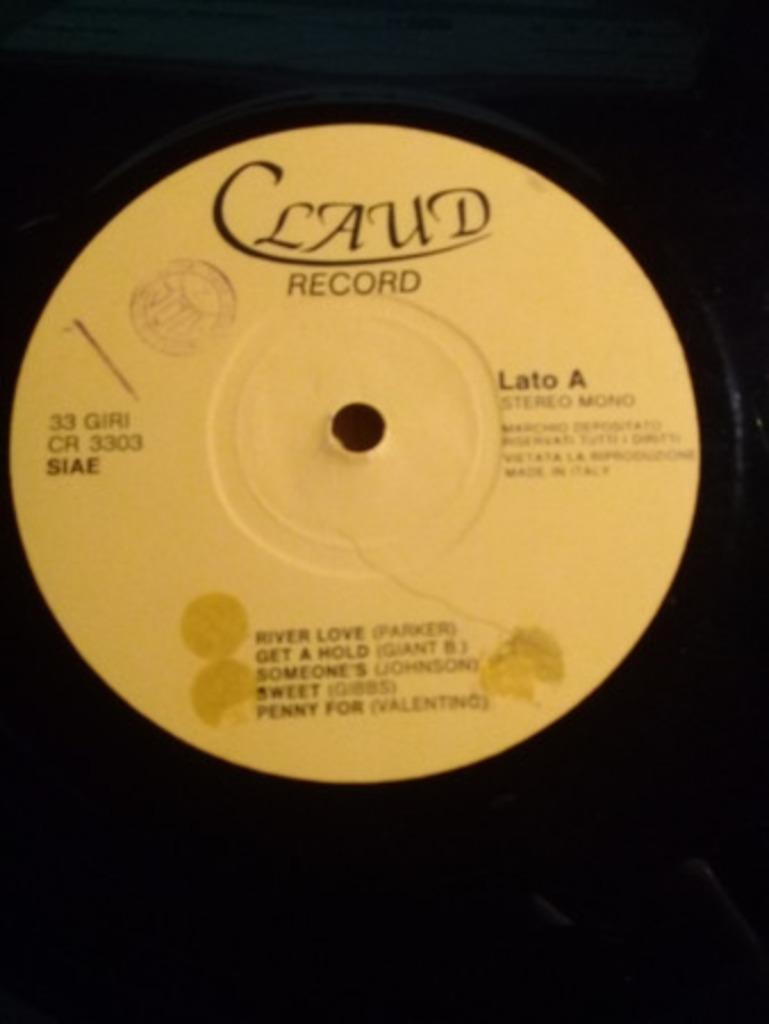 CLAUD
RECORD
Lato A
STEREO MONO
MARCHIO DEPOSITATO
RISERVATI TUTTI I DIRITTI
VIETATA LA RIPRODUZIONE
MADE IN ITALY
33 GIRI
CR 3303
SIAE
RIVER LOVE (PARKER)
GET A HOLD (GIANT B.)
SOMEONE'S (JOHNSON)
SWEET (GIBBS)
PENNY FOR (VALENTINO)